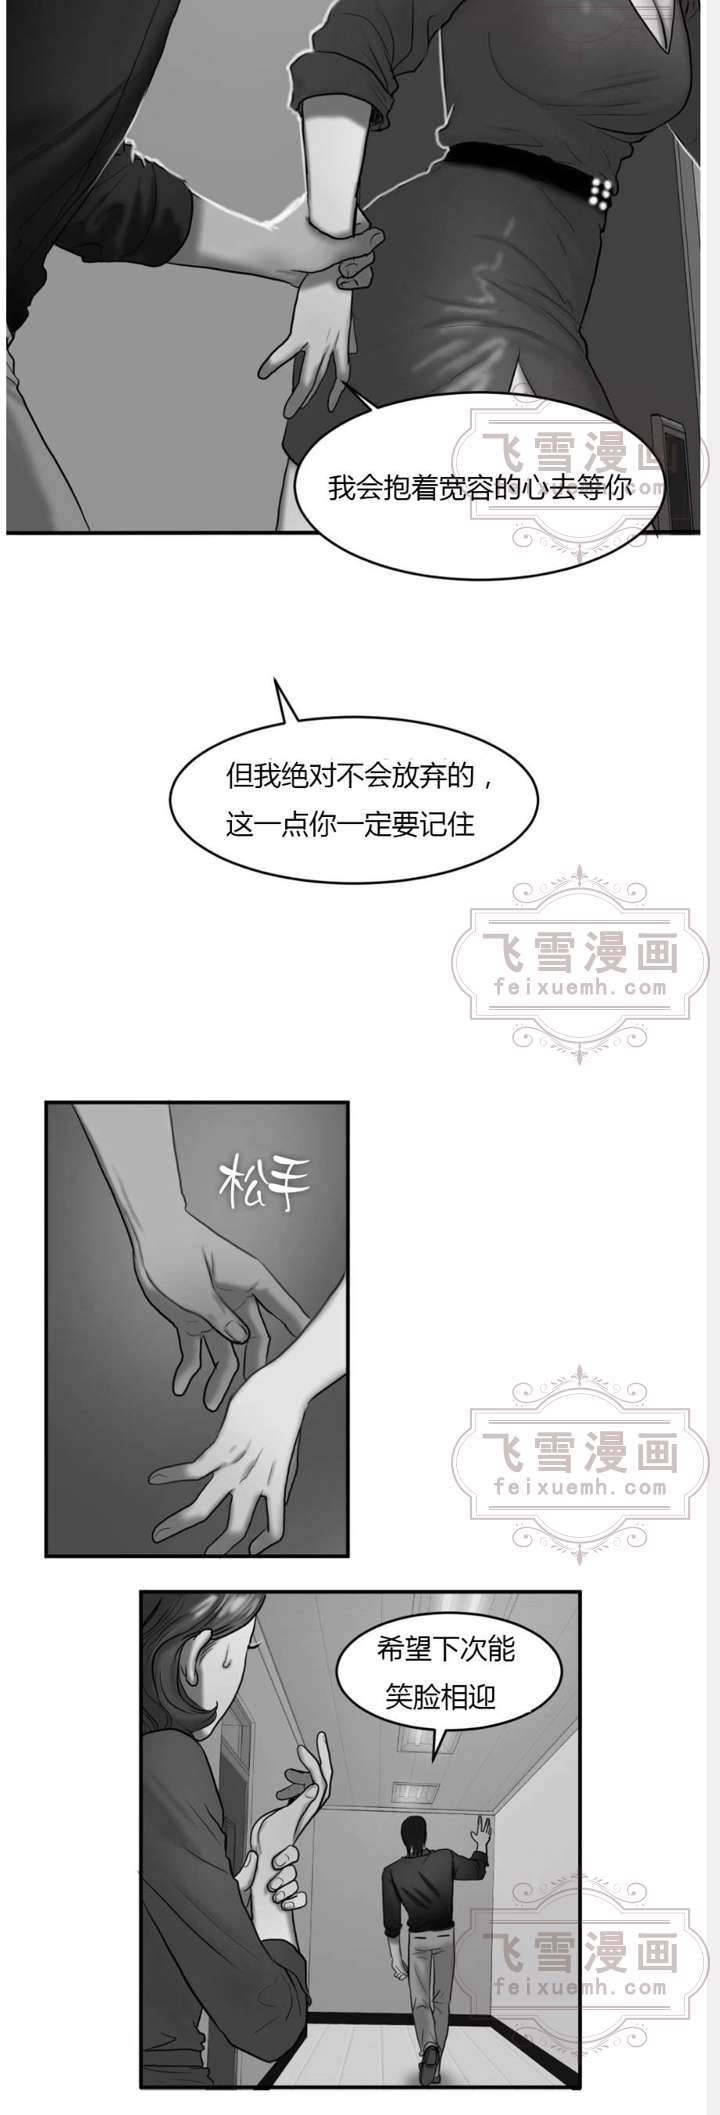 飞雪漫画
feixuemh.com
我会抱着宽容的心去等你
但我绝对不会放弃的，
这一点你一定要记住
飞雪漫画
feixuemh.com
松手
飞雪漫画
feixuemh.com
希望下次能
笑脸相迎
飞雪漫画
feixuemh.com